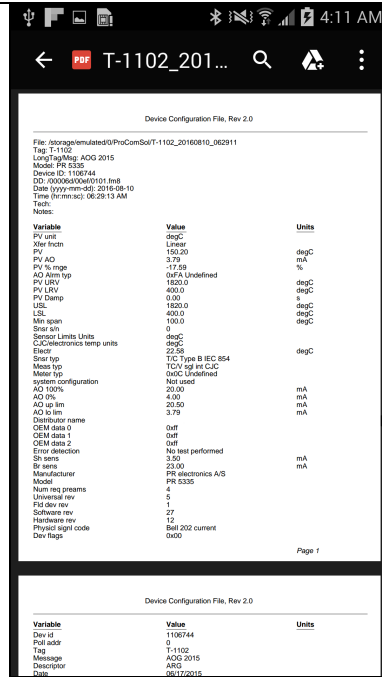 4:11 AM
PDF T-1102_201...
Device Configuration File, Rev 2.0
File: /storage/emulated/0/ProComSol/T-1102_20160810_062911
Tag: T-1102
LongTag/Msg: AOG 2015
Model: PR 5335
Device ID: 1106744
DD: /00006d/00ef/0101.fm8
Date (yyyy-mm-dd): 2016-08-10
Time (hr:mn:sc): 06:29:13 AM
Tech:
Notes:
Variable Value Units
PV unit degC
Xfer fnctn Linear
PV 150.20 degC
PV AO 3.79 mA
PV % rnge -17.59 %
AO Alrm typ 0xFA Undefined
PV URV 1820.0 degC
PV LRV 400.0 degC
PV Damp 0.00 s
USL 1820.0 degC
LSL 400.0 degC
Min span 100.0 degC
Snsr s/n 0
Sensor Limits Units degC
CJC/electronics temp units degC
Electr 22.58 degC
Snsr typ T/C Type B IEC 854
Meas typ TC/V sgl int CJC
Meter typ 0x0C Undefined
system configuration Not used
AO 100% 20.00 mA
AO 0% 4.00 mA
AO up lim 20.50 mA
AO lo lim 3.79 mA
Distributor name
OEM data 0 0xff
OEM data 1 0xff
OEM data 2 0xff
Error detection No test performed
Sh sens 3.50 mA
Br sens 23.00 mA
Manufacturer PR electronics A/S
Model PR 5335
Num req preams 4
Universal rev 5
Fld dev rev 1
Software rev 27
Hardware rev 12
Physicl signl code Bell 202 current
Dev flags 0x00
Page 1
Device Configuration File, Rev 2.0
Variable Value Units
Dev id 1106744
Poll addr 0
Tag T-1102
Message AOG 2015
Descriptor ARG
Date 06/17/2015